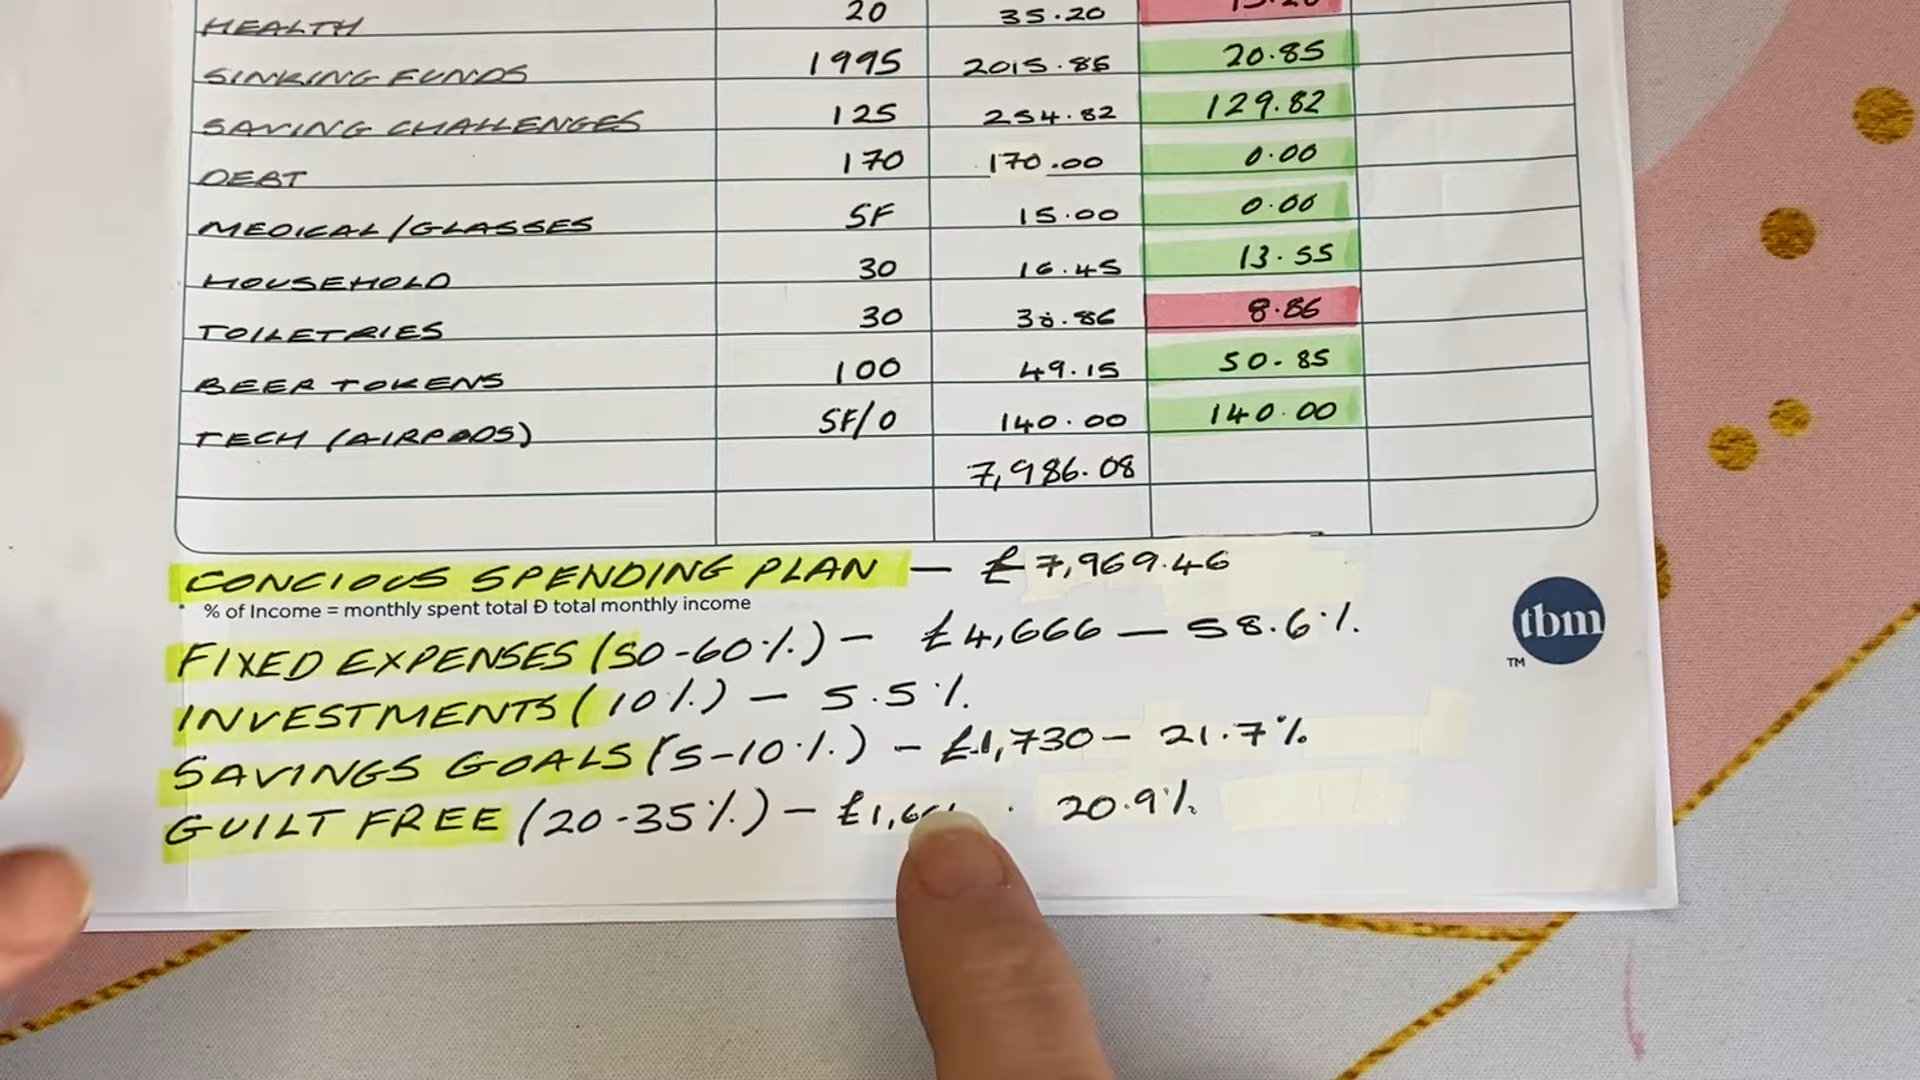 HEALTH 20 35.20
SINKING FUNDS 1995 2015.85 20.85
SAVING CHALLENGES 125 254.82 129.82
DEBT 170 170.00 0.00
MEDICAL/GLASSES SF 15.00 0.00
HOUSEHOLD 30 16.45 13.55
TOILETRIES 30 38.86 8.86
BEER TOKENS 100 49.15 50.85
TECH (AIRPODS) SF/0 140.00 140.00
7,986.08
CONCIOUS SPENDING PLAN — £7,969.46
* % of Income = monthly spent total Đ total monthly income
FIXED EXPENSES (50-60%) — £4,666 — 58.6%.
INVESTMENTS (10%) — 5.5%.
SAVINGS GOALS (5-10%) — £1,730 — 21.7%
GUILT FREE (20-35%) — 20.9%
tbm
TM